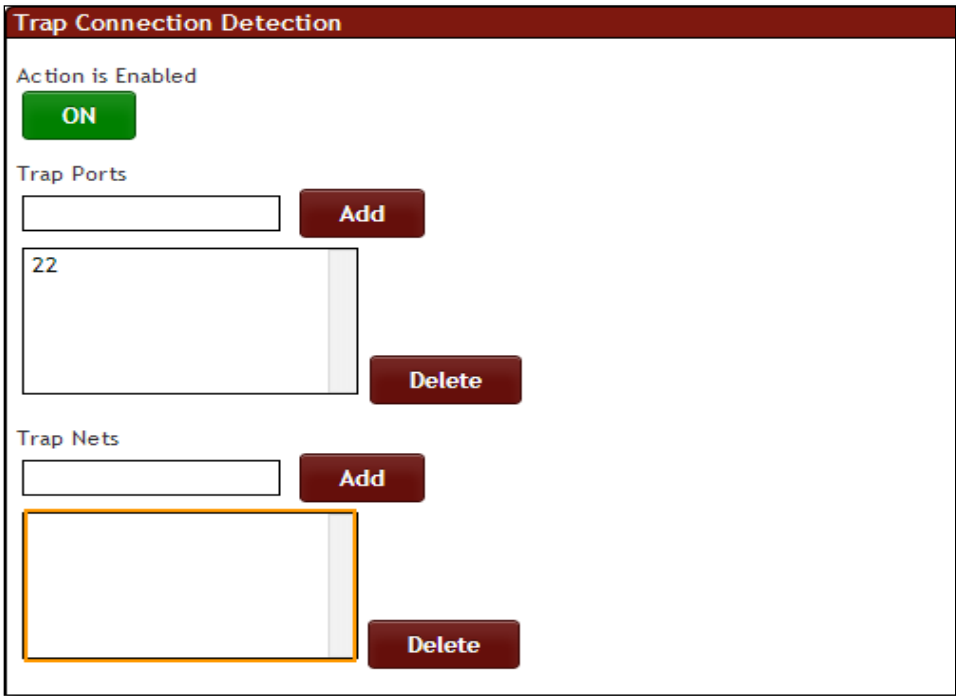 Trap Connection Detection
Action is Enabled
ON
Trap Ports
Add
22
Delete
Trap Nets
Add
Delete